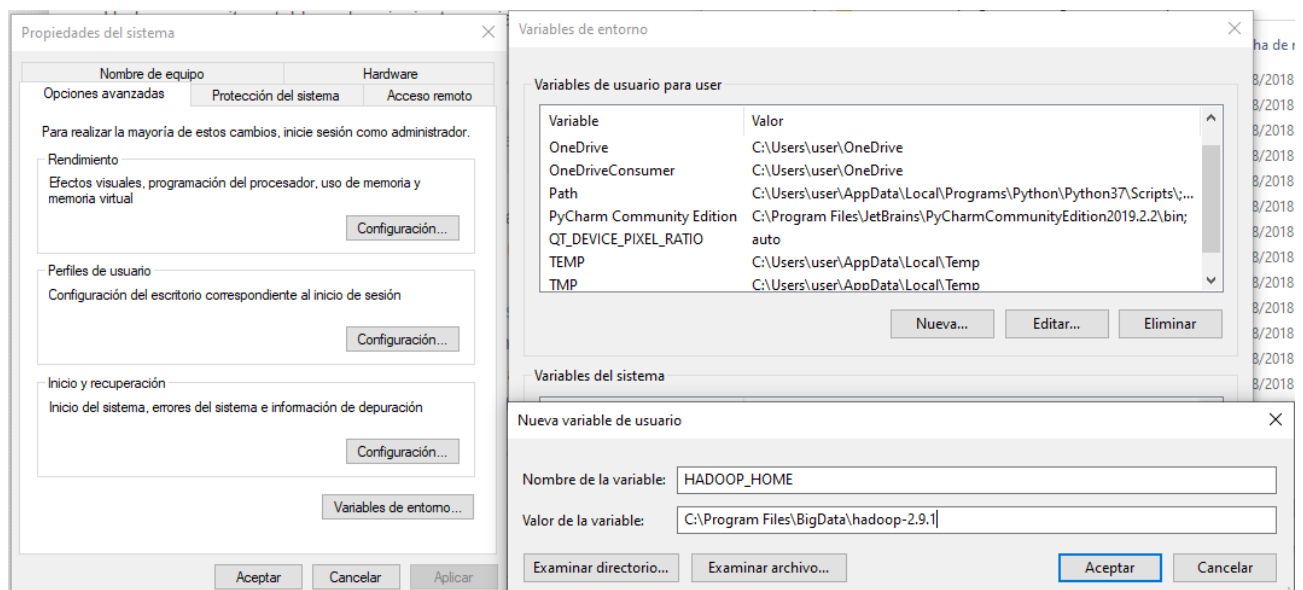 Propiedades del sistema
Nombre de equipo Hardware
Opciones avanzadas Protección del sistema Acceso remoto
Para realizar la mayoría de estos cambios, inicie sesión como administrador.
Rendimiento
Efectos visuales, programación del procesador, uso de memoria y
memoria virtual
Configuración...
Perfiles de usuario
Configuración del escritorio correspondiente al inicio de sesión
Configuración...
Inicio y recuperación
Inicio del sistema, errores del sistema e información de depuración
Configuración...
Variables de entorno...
Aceptar Cancelar Aplicar
Variables de entorno
Variables de usuario para user
Variable Valor
OneDrive C:\Users\user\OneDrive
OneDriveConsumer C:\Users\user\OneDrive
Path C:\Users\user\AppData\Local\Programs\Python\Python37\Scripts\;...
PyCharm Community Edition C:\Program Files\JetBrains\PyCharmCommunityEdition2019.2.2\bin;
QT_DEVICE_PIXEL_RATIO auto
TEMP C:\Users\user\AppData\Local\Temp
TMP C:\Users\user\AppData\Local\Temp
Nueva... Editar... Eliminar
Variables del sistema
Nueva variable de usuario
Nombre de la variable: HADOOP_HOME
Valor de la variable: C:\Program Files\BigData\hadoop-2.9.1
Examinar directorio... Examinar archivo... Aceptar Cancelar
ha de
8/2018
8/2018
8/2018
8/2018
8/2018
8/2018
8/2018
8/2018
8/2018
8/2018
8/2018
8/2018
8/2018